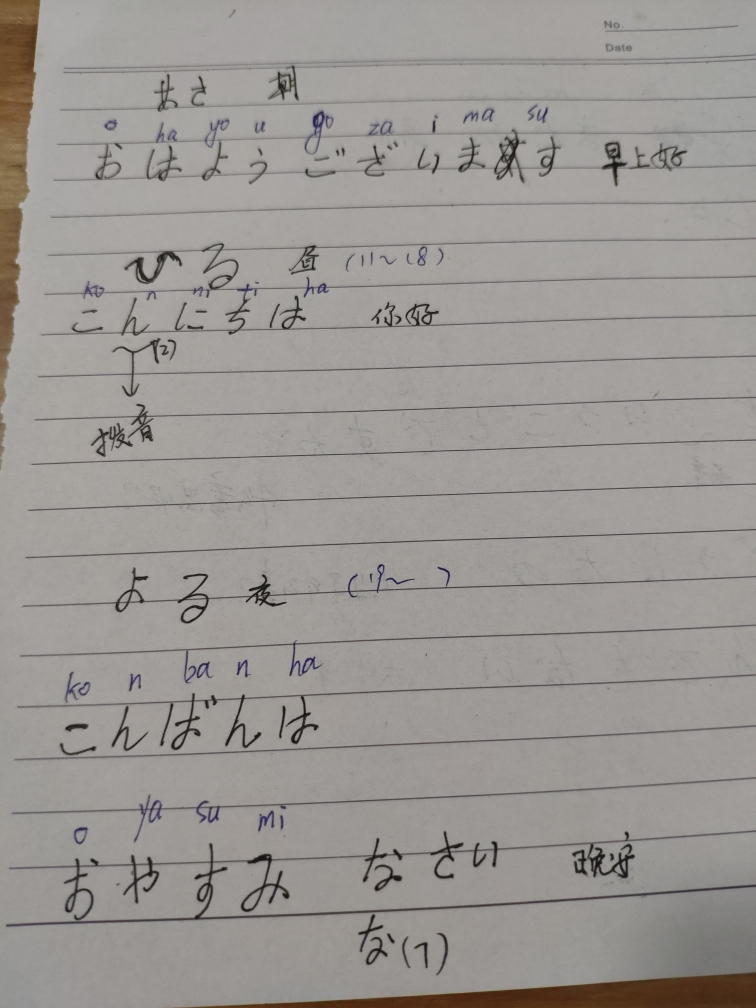 No.
Date
あさ 朝
o ha yo u go za i ma su
おはようございます 早上好
ひる 昼 (11~18)
ko n ni ti ha
こんにちは 你好
(2)
拨音
よる 夜 (19~ )
ko n ba n ha
こんばんは
o ya su mi
おやすみ なさい 晚安
な(1)